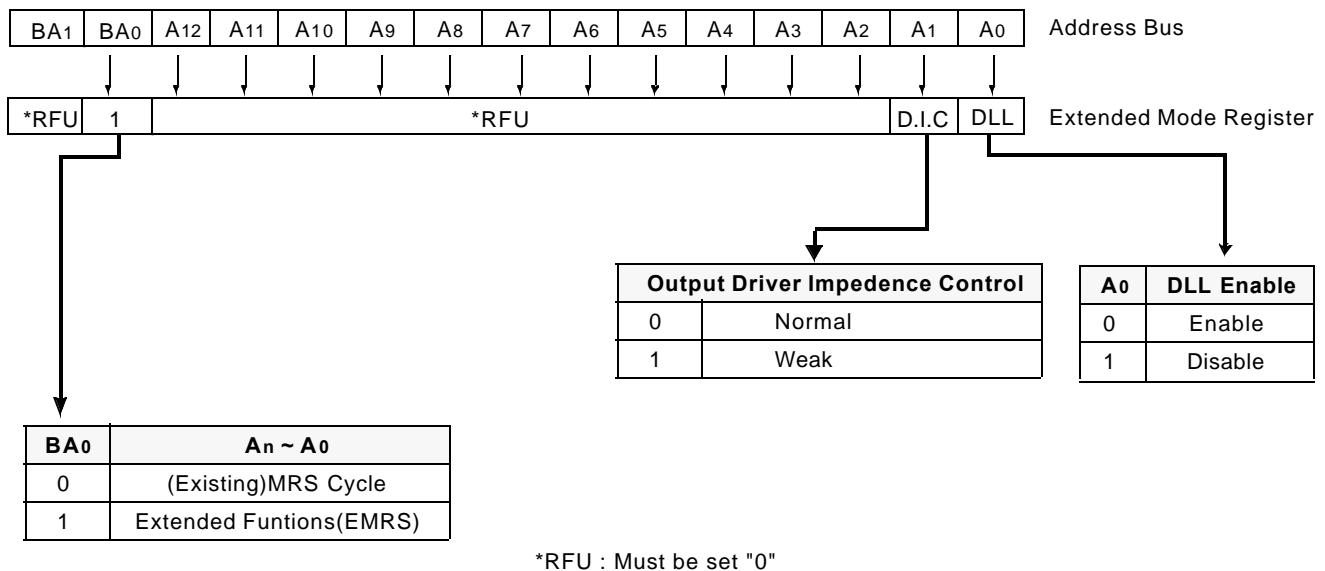 BA1 BA0 A12 A11 A10 A9 A8 A7 A6 A5 A4 A3 A2 A1 A0 Address Bus
*RFU 1 *RFU D.I.C DLL Extended Mode Register
Output Driver Impedence Control
0 Normal
1 Weak
A0 DLL Enable
0 Enable
1 Disable
BA0 An ~ A0
0 (Existing)MRS Cycle
1 Extended Funtions(EMRS)
*RFU : Must be set "0"